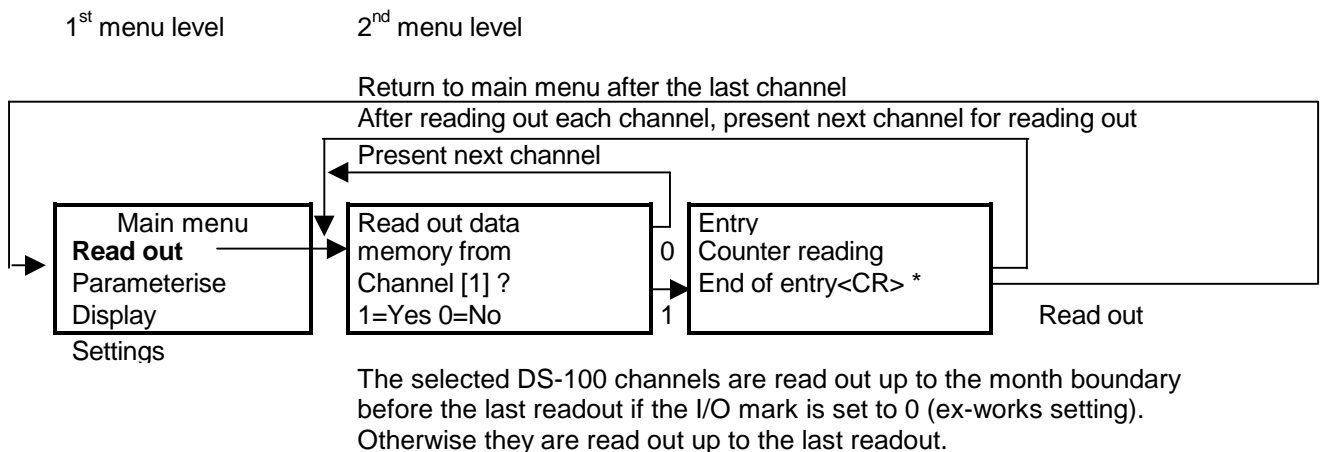 1st menu level
2nd menu level
Return to main menu after the last channel
After reading out each channel, present next channel for reading out
Present next channel
Main menu
Read out
Parameterise
Display
Settings
Read out data
memory from
Channel [1] ?
1=Yes 0=No
0
1
Entry
Counter reading
End of entry<CR> *
Read out
The selected DS-100 channels are read out up to the month boundary
before the last readout if the I/O mark is set to 0 (ex-works setting).
Otherwise they are read out up to the last readout.